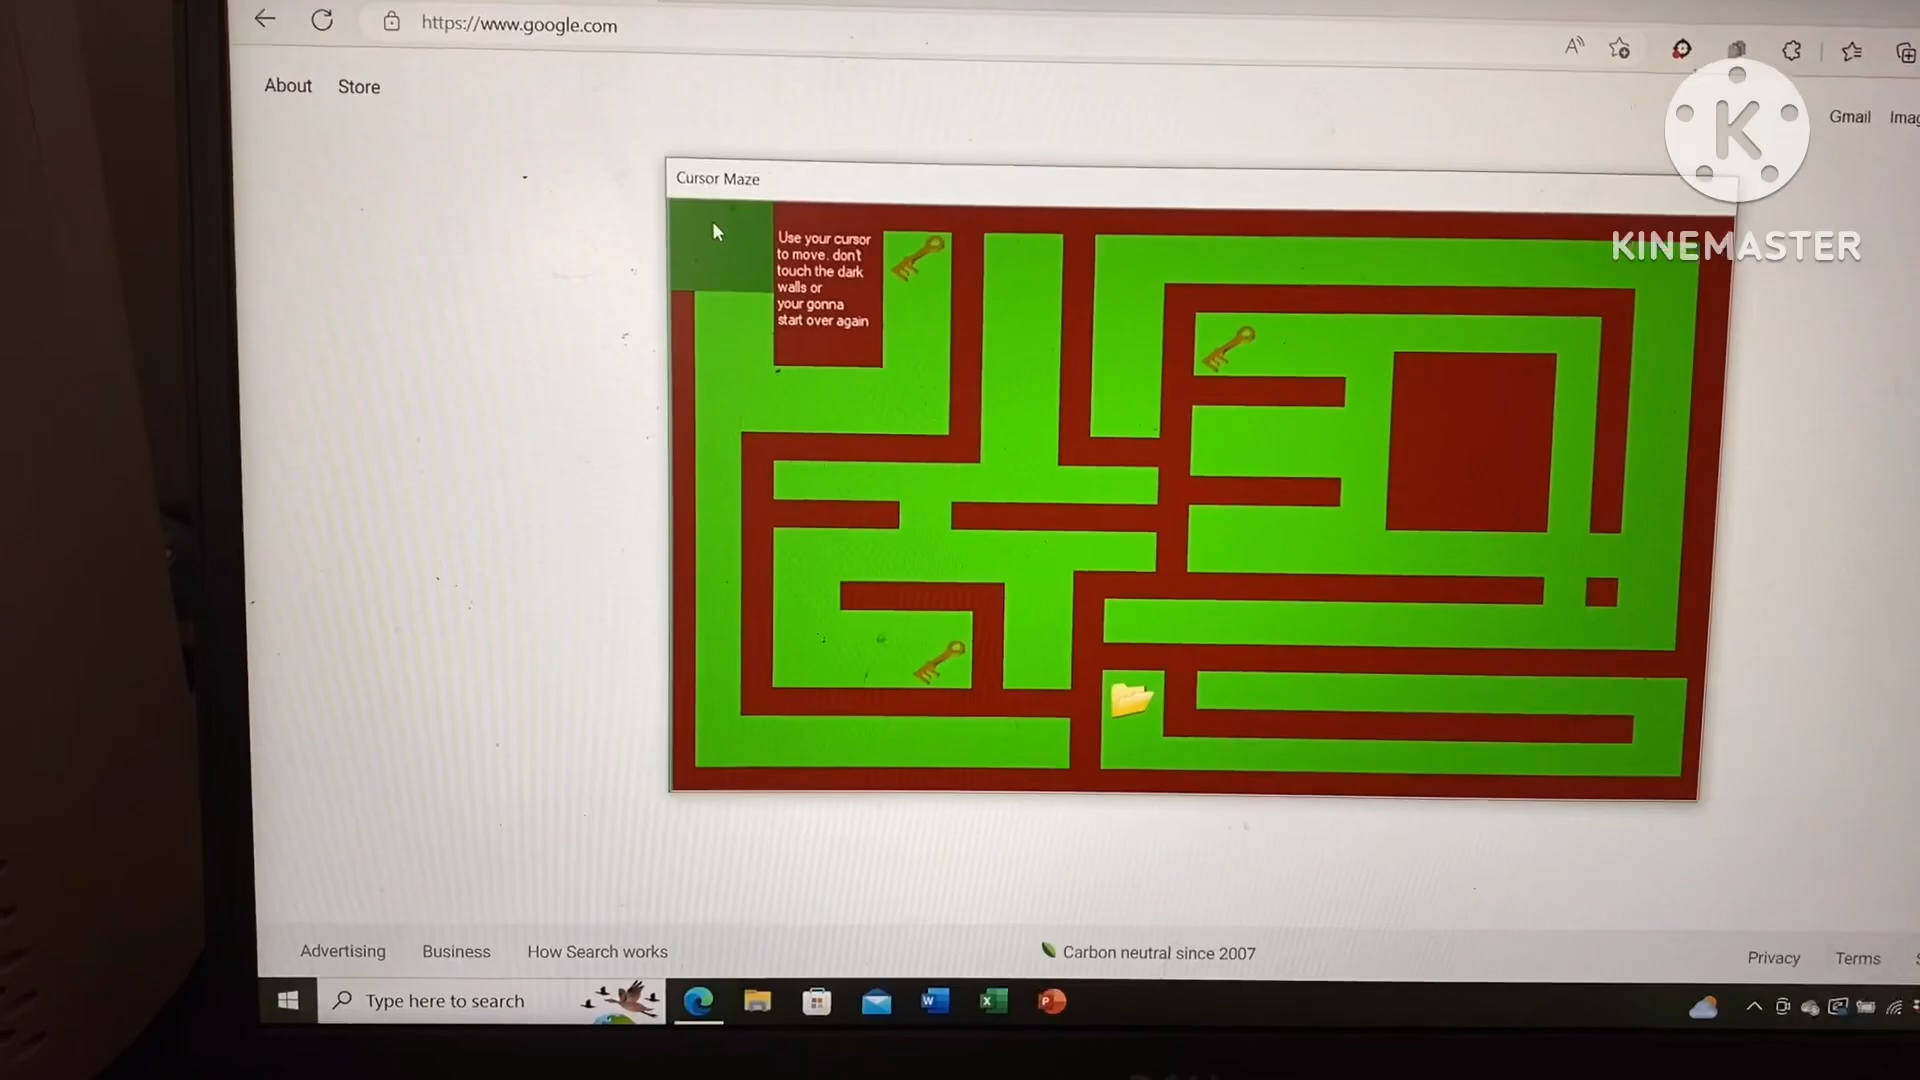 https://www.google.com
About Store
Gmail
K
KINEMASTER
Cursor Maze
Use your cursor
to move. don't
touch the dark
walls or
your gonna
start over again
Advertising Business How Search works
Carbon neutral since 2007
Privacy Terms
Type here to search